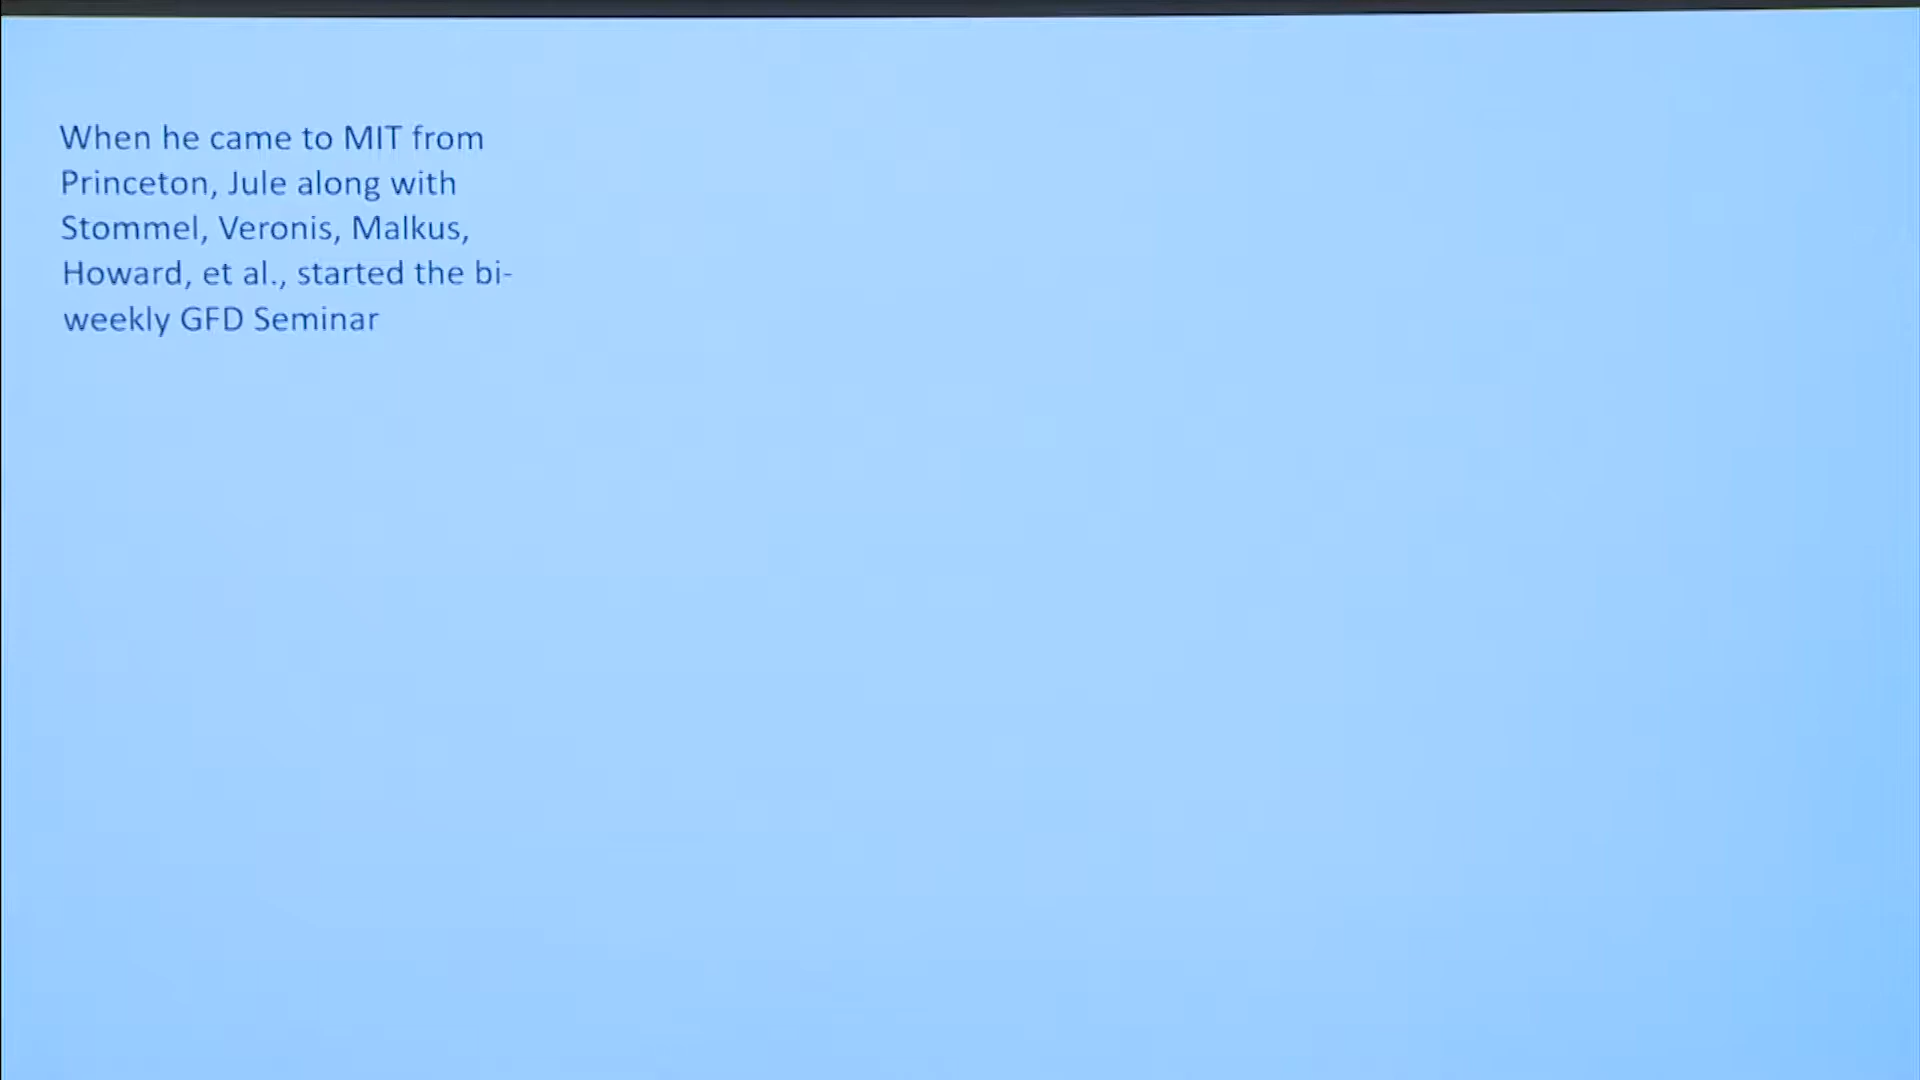 When he came to MIT from
Princeton, Jule along with
Stommel, Veronis, Malkus,
Howard, et al., started the bi-
weekly GFD Seminar